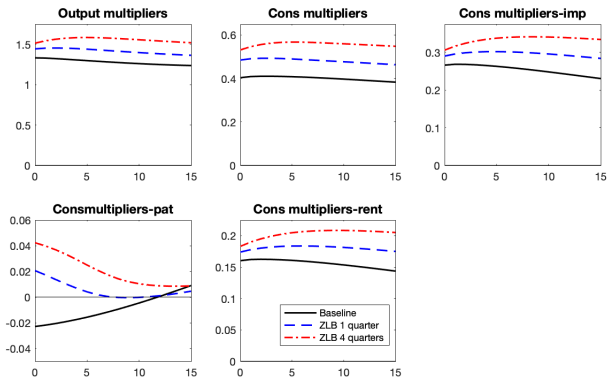 Output multipliers
1.5
1
0.5
0
0 5 10 15
Cons multipliers
0.6
0.4
0.2
0
0 5 10 15
Cons multipliers-imp
0.3
0.2
0.1
0
0 5 10 15
Consmultipliers-pat
0.06
0.04
0.02
0
-0.02
-0.04
0 5 10 15
Cons multipliers-rent
0.2
0.15
0.1
0.05
0
0 5 10 15
Baseline
ZLB 1 quarter
ZLB 4 quarters